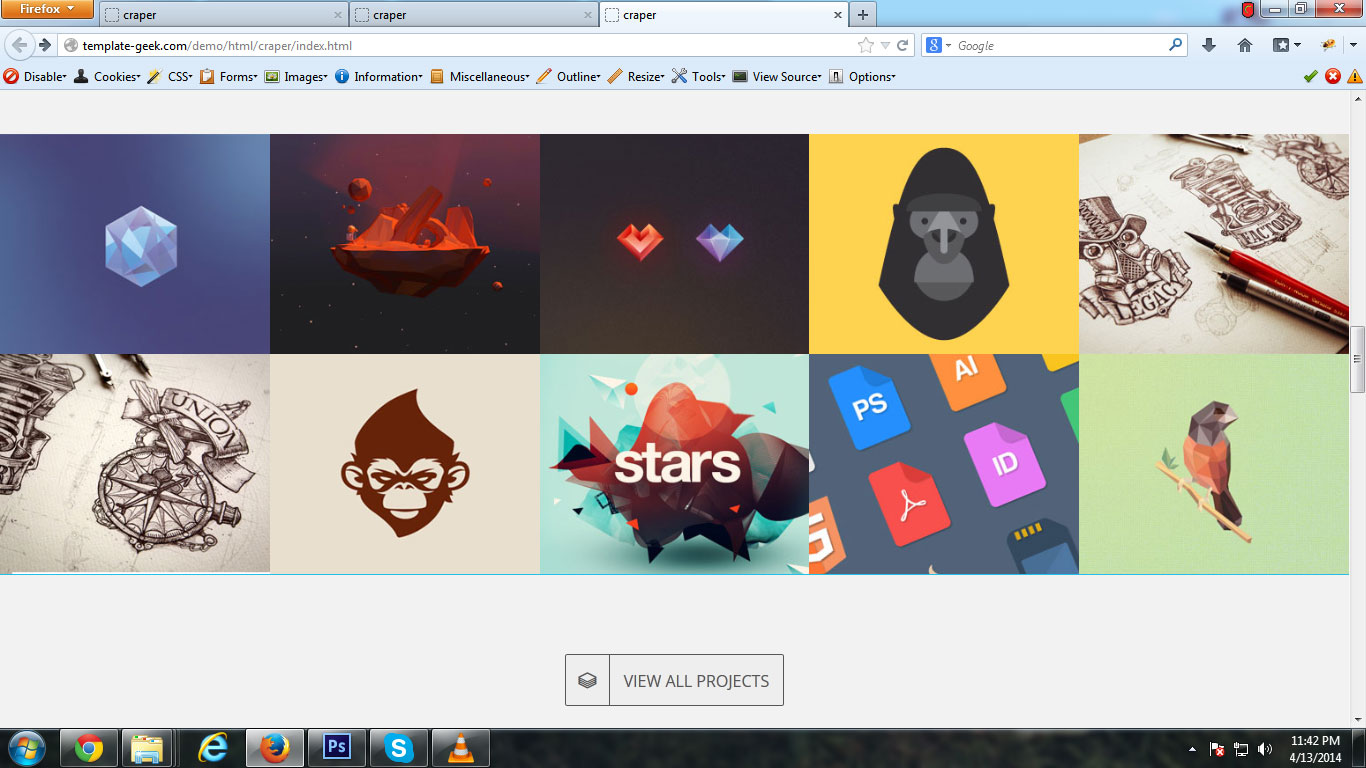 Firefox
craper
craper
craper
template-geek.com/demo/html/craper/index.html
Google
Disable
Cookies
CSS
Forms
Images
Information
Miscellaneous
Outline
Resize
Tools
View Source
Options
FACTORY
LEGACY
UNION
stars
PS
AI
ID
VIEW ALL PROJECTS
Ps
11:42 PM
4/13/2014